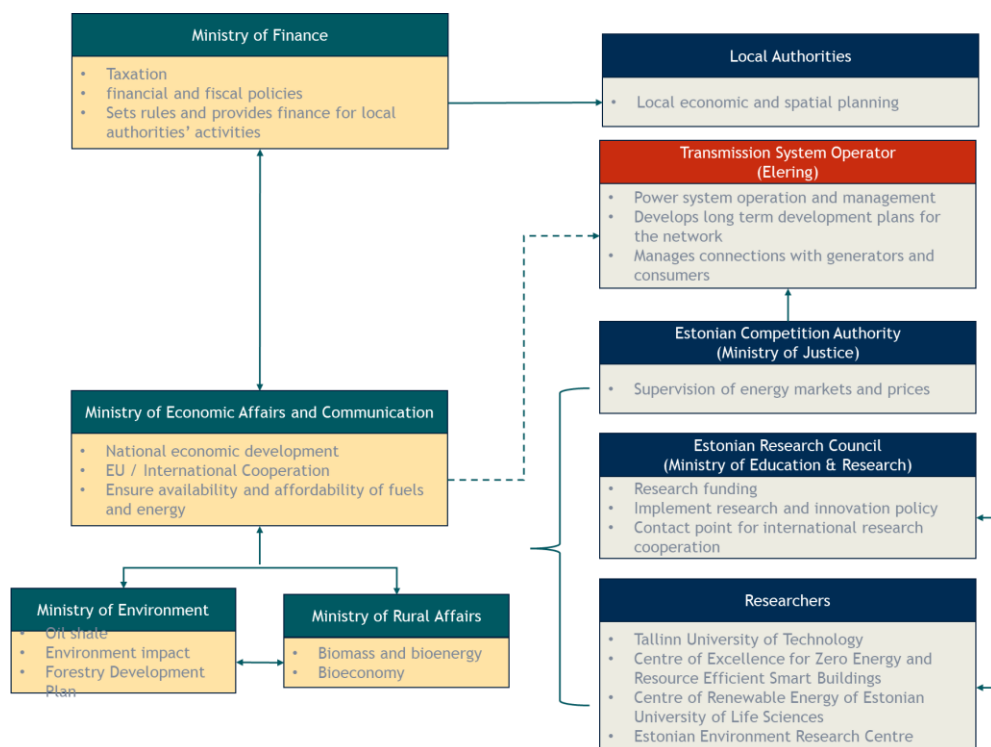 Ministry of Finance
• Taxation
• financial and fiscal policies
• Sets rules and provides finance for local
authorities’ activities
Local Authorities
• Local economic and spatial planning
Transmission System Operator
(Elering)
• Power system operation and management
• Develops long term development plans for
the network
• Manages connections with generators and
consumers
Estonian Competition Authority
(Ministry of Justice)
• Supervision of energy markets and prices
Ministry of Economic Affairs and Communication
• National economic development
• EU / International Cooperation
• Ensure availability and affordability of fuels
and energy
Estonian Research Council
(Ministry of Education & Research)
• Research funding
• Implement research and innovation policy
• Contact point for international research
cooperation
Ministry of Environment
• Oil shale
• Environment impact
• Forestry Development
Plan
Ministry of Rural Affairs
• Biomass and bioenergy
• Bioeconomy
Researchers
• Tallinn University of Technology
• Centre of Excellence for Zero Energy and
Resource Efficient Smart Buildings
• Centre of Renewable Energy of Estonian
University of Life Sciences
• Estonian Environment Research Centre